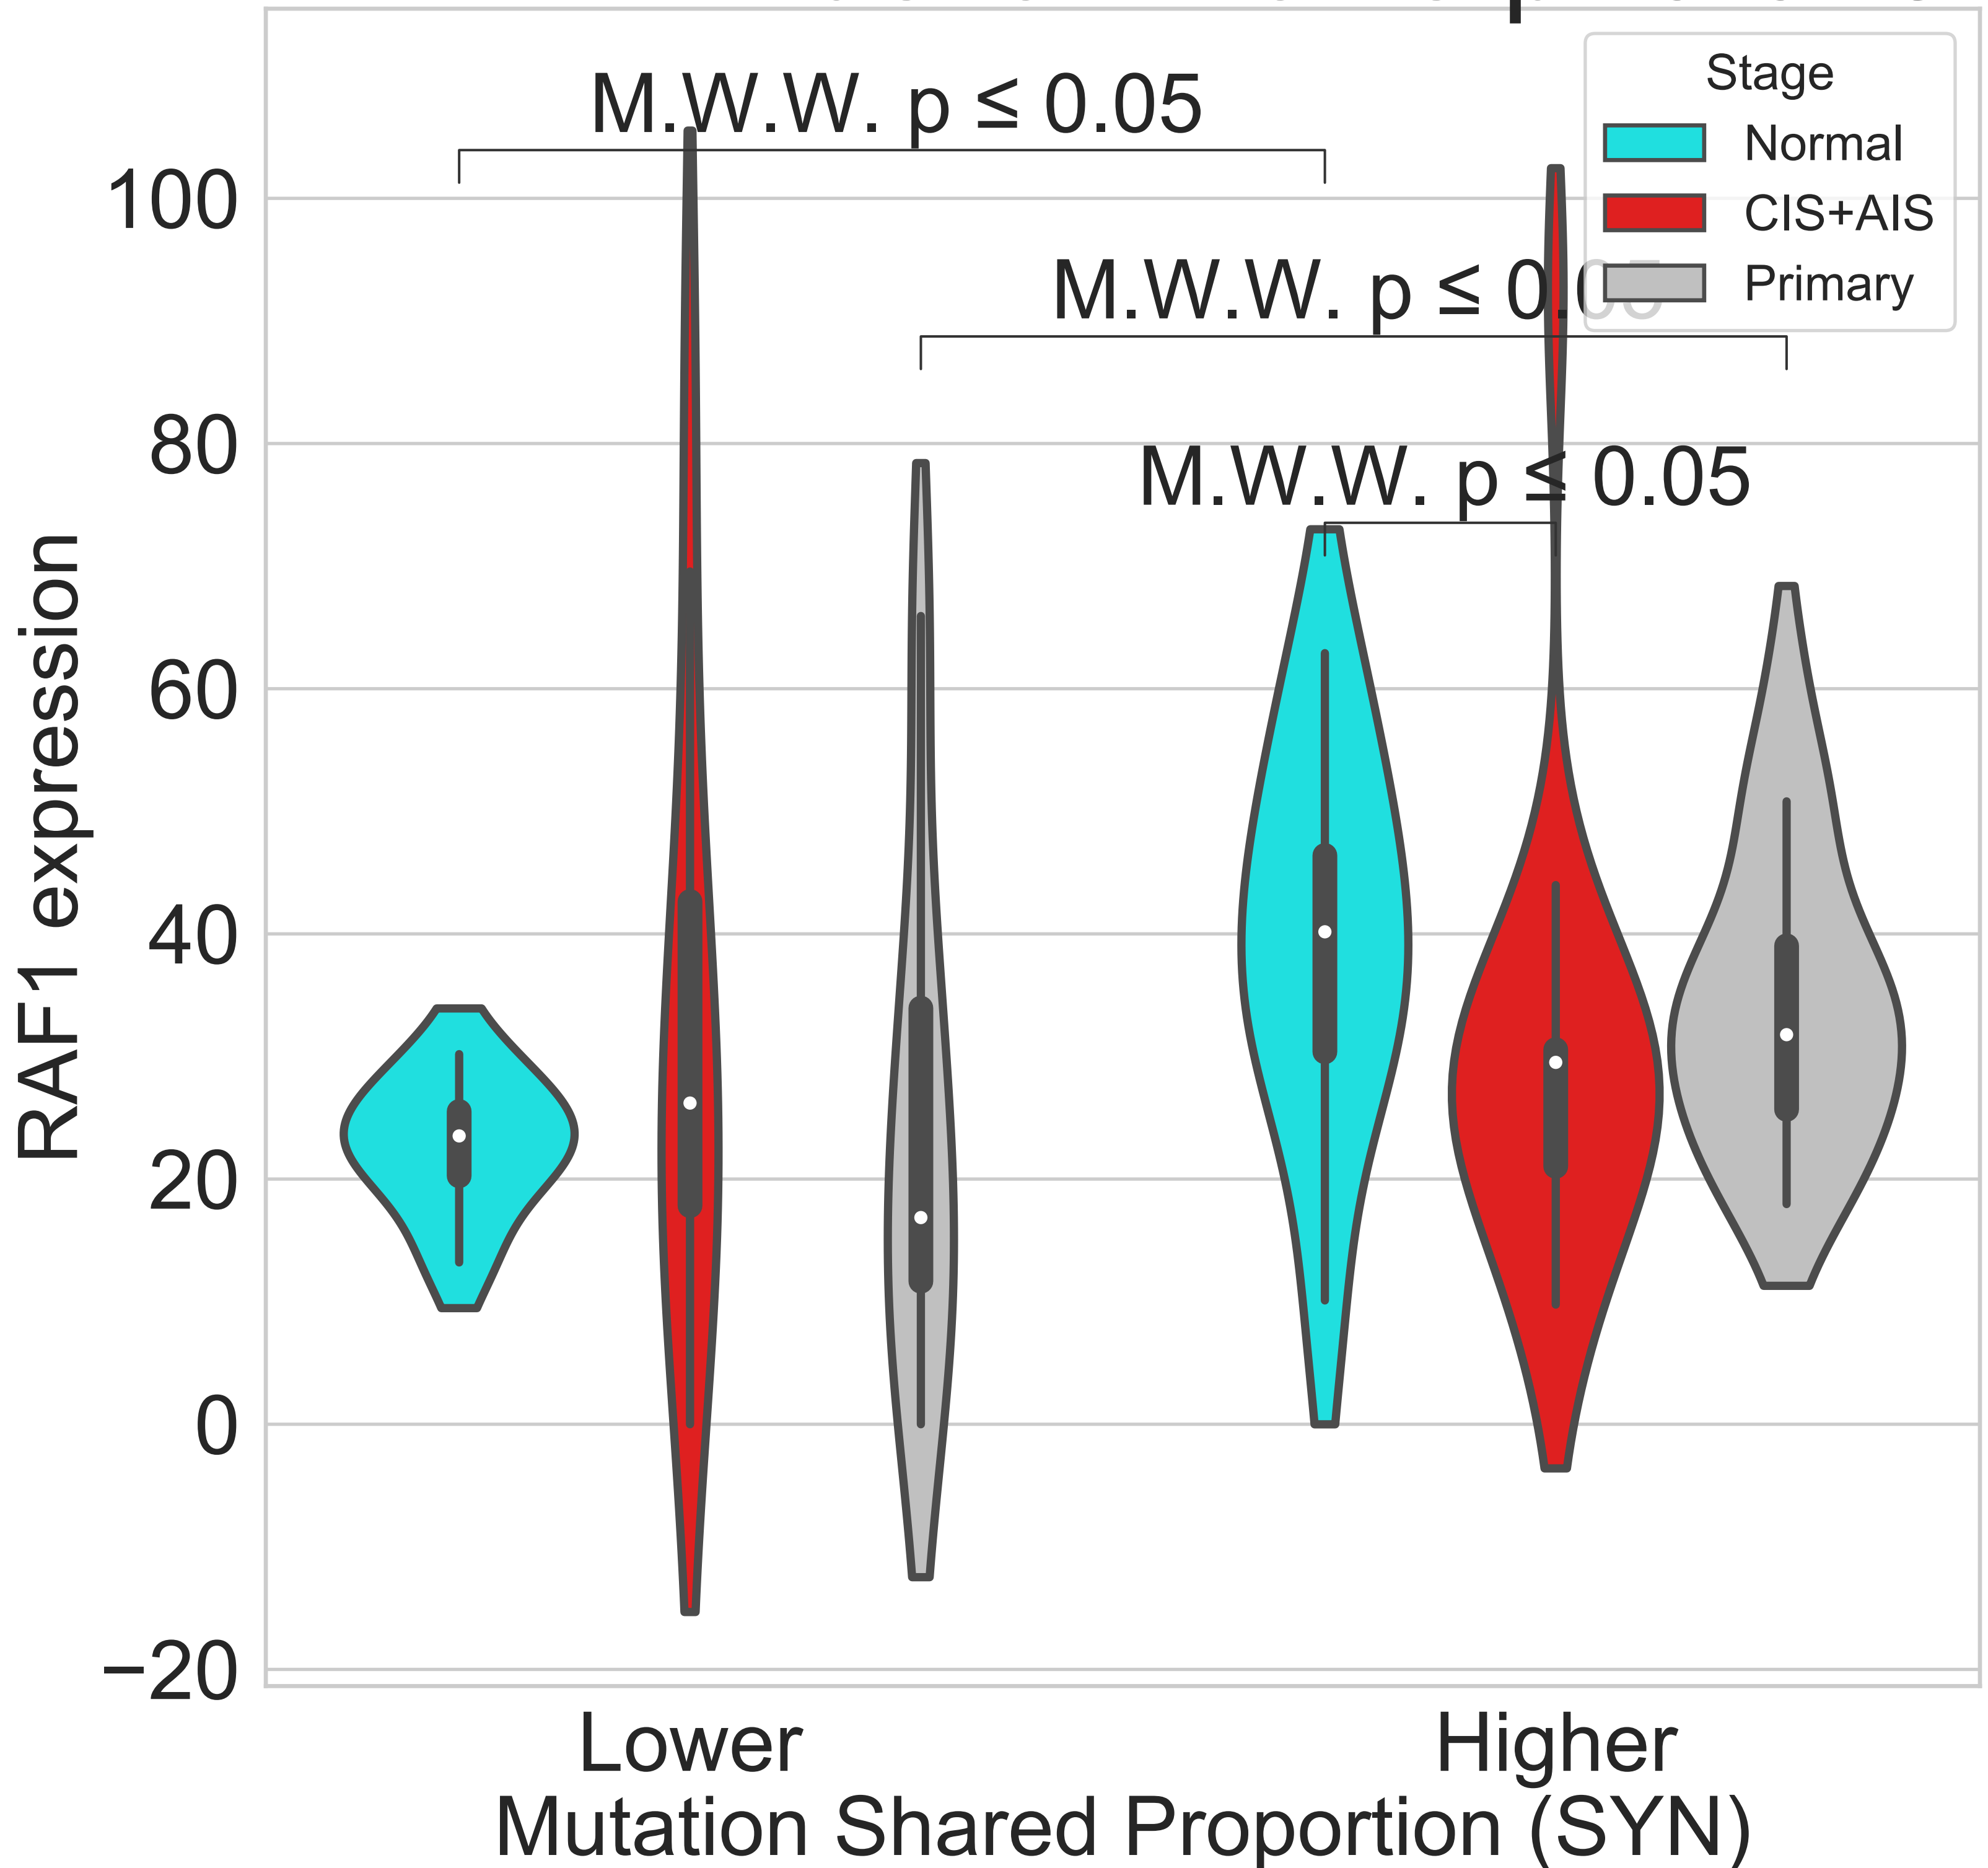 M.W.W. p ≤ 0.05
Stage
Normal
CIS+AIS
Primary
M.W.W. p ≤ 0.05
M.W.W. p ≤ 0.05
100
80
60
40
20
0
−20
RAF1 expression
Lower
Higher
Mutation Shared Proportion (SYN)